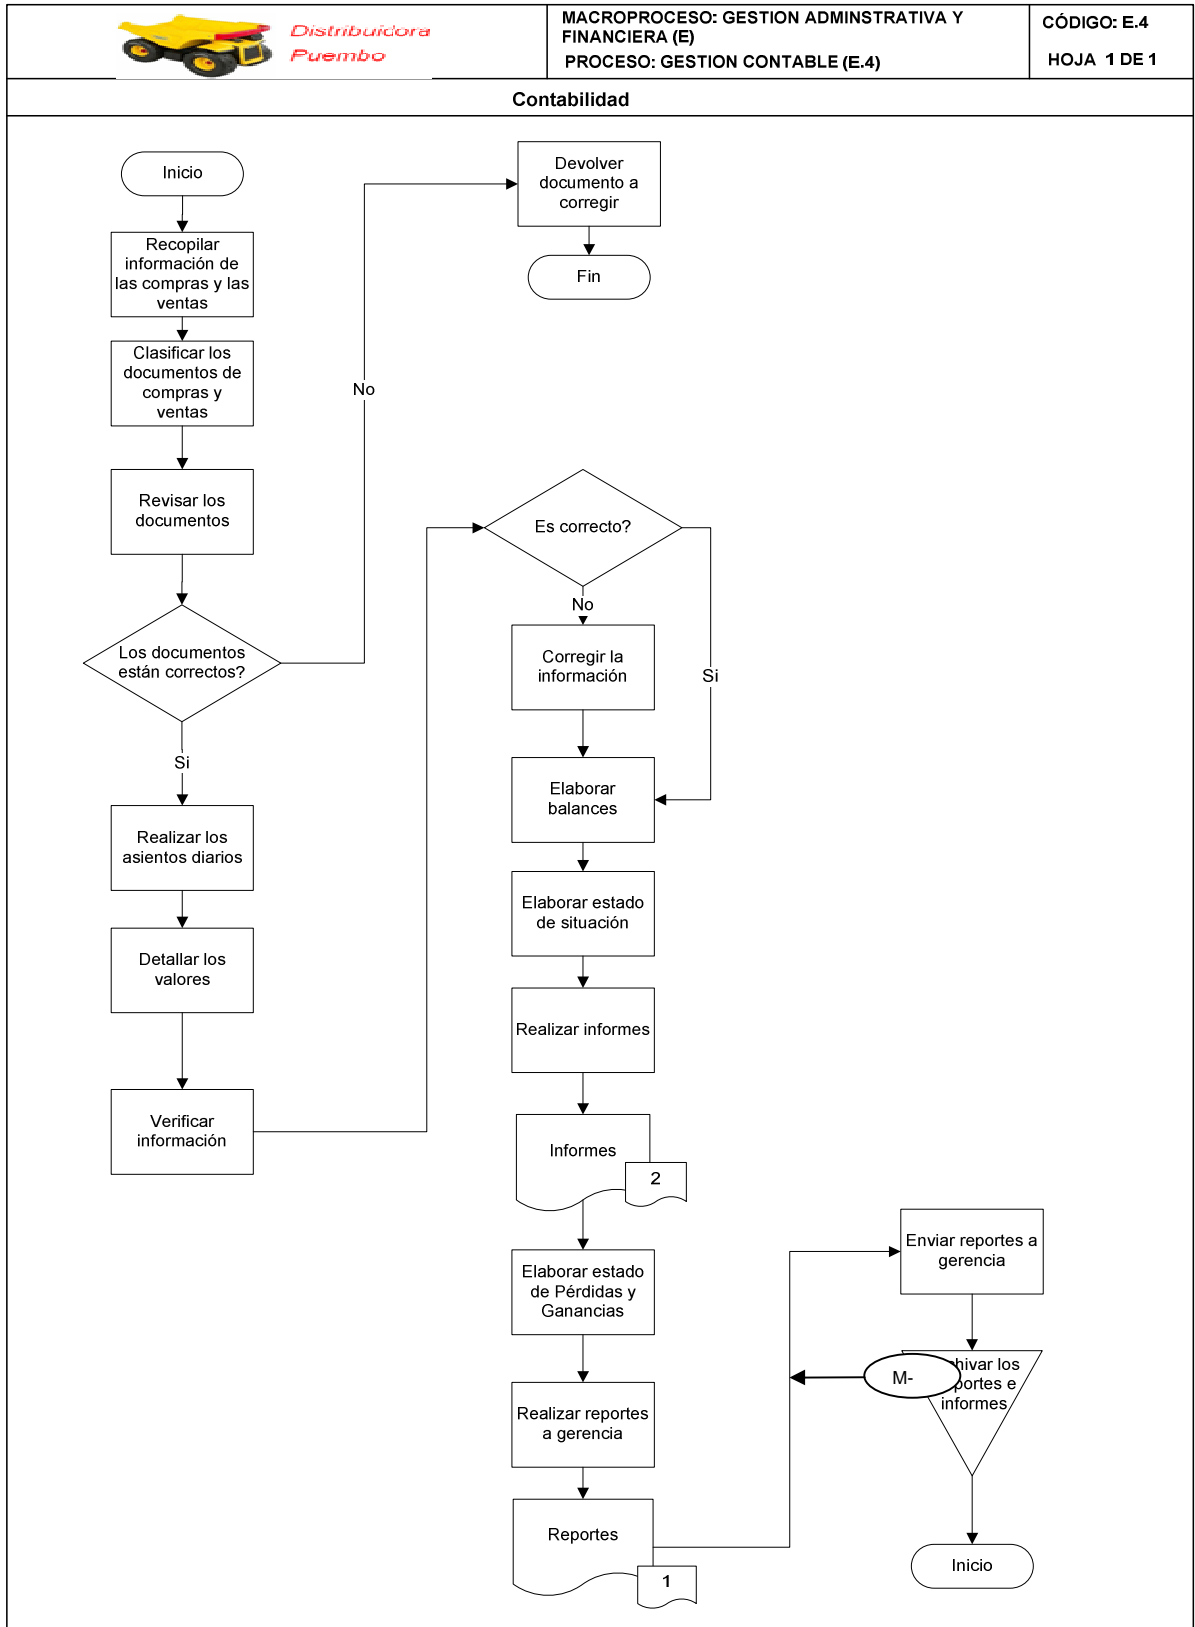 Distribuidora
Puembo
MACROPROCESO: GESTION ADMINSTRATIVA Y
FINANCIERA (E)
PROCESO: GESTION CONTABLE (E.4)
CÓDIGO: E.4
HOJA 1 DE 1
Contabilidad
Inicio
Recopilar
información de
las compras y las
ventas
Clasificar los
documentos de
compras y
ventas
Revisar los
documentos
Los documentos
están correctos?
No
Devolver
documento a
corregir
Fin
Si
Realizar los
asientos diarios
Detallar los
valores
Verificar
información
Es correcto?
No
Si
Corregir la
información
Elaborar
balances
Elaborar estado
de situación
Realizar informes
Informes
2
Elaborar estado
de Pérdidas y
Ganancias
Realizar reportes
a gerencia
Reportes
1
Enviar reportes a
gerencia
M-
los
e
informes
Inicio